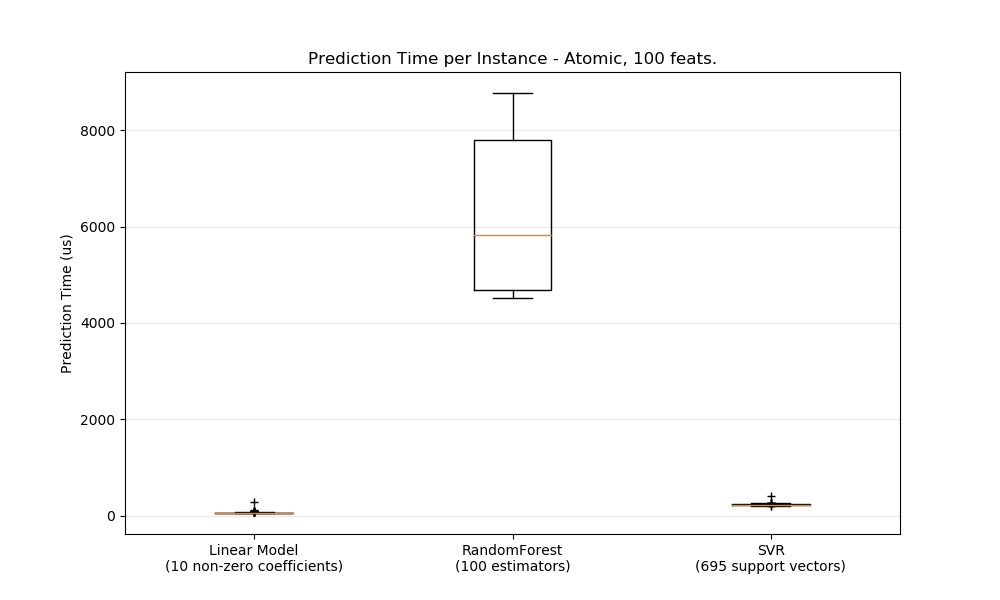 Prediction Time per Instance - Atomic, 100 feats.
Prediction Time (us)
8000
6000
4000
2000
0
Linear Model
(10 non-zero coefficients)
RandomForest
(100 estimators)
SVR
(695 support vectors)